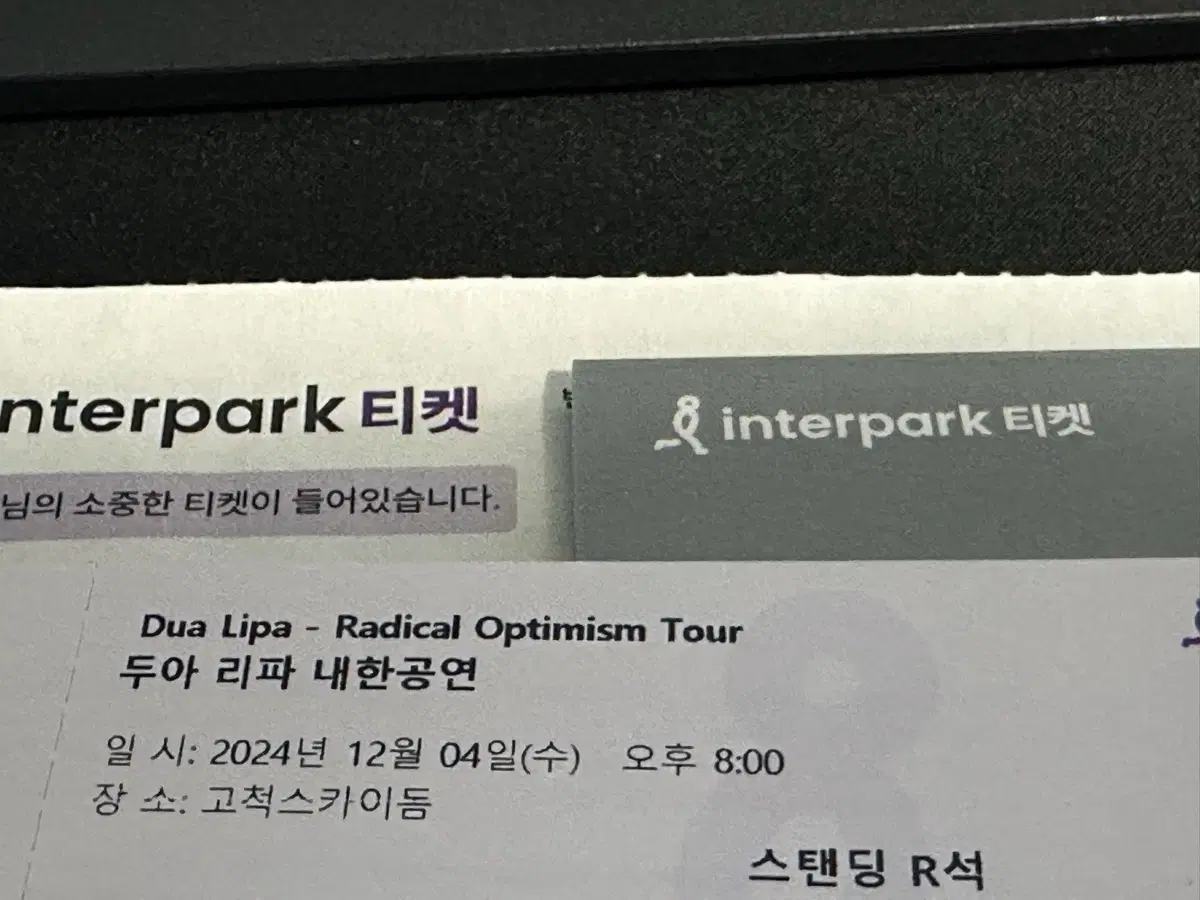 nterpark 티켓
님의 소중한 티켓이 들어있습니다.
interpark 티켓
Dua Lipa - Radical Optimism Tour
두아 리파 내한공연
일 시: 2024년 12월 04일(수) 오후 8:00
장 소: 고척스카이돔
스탠딩 R석